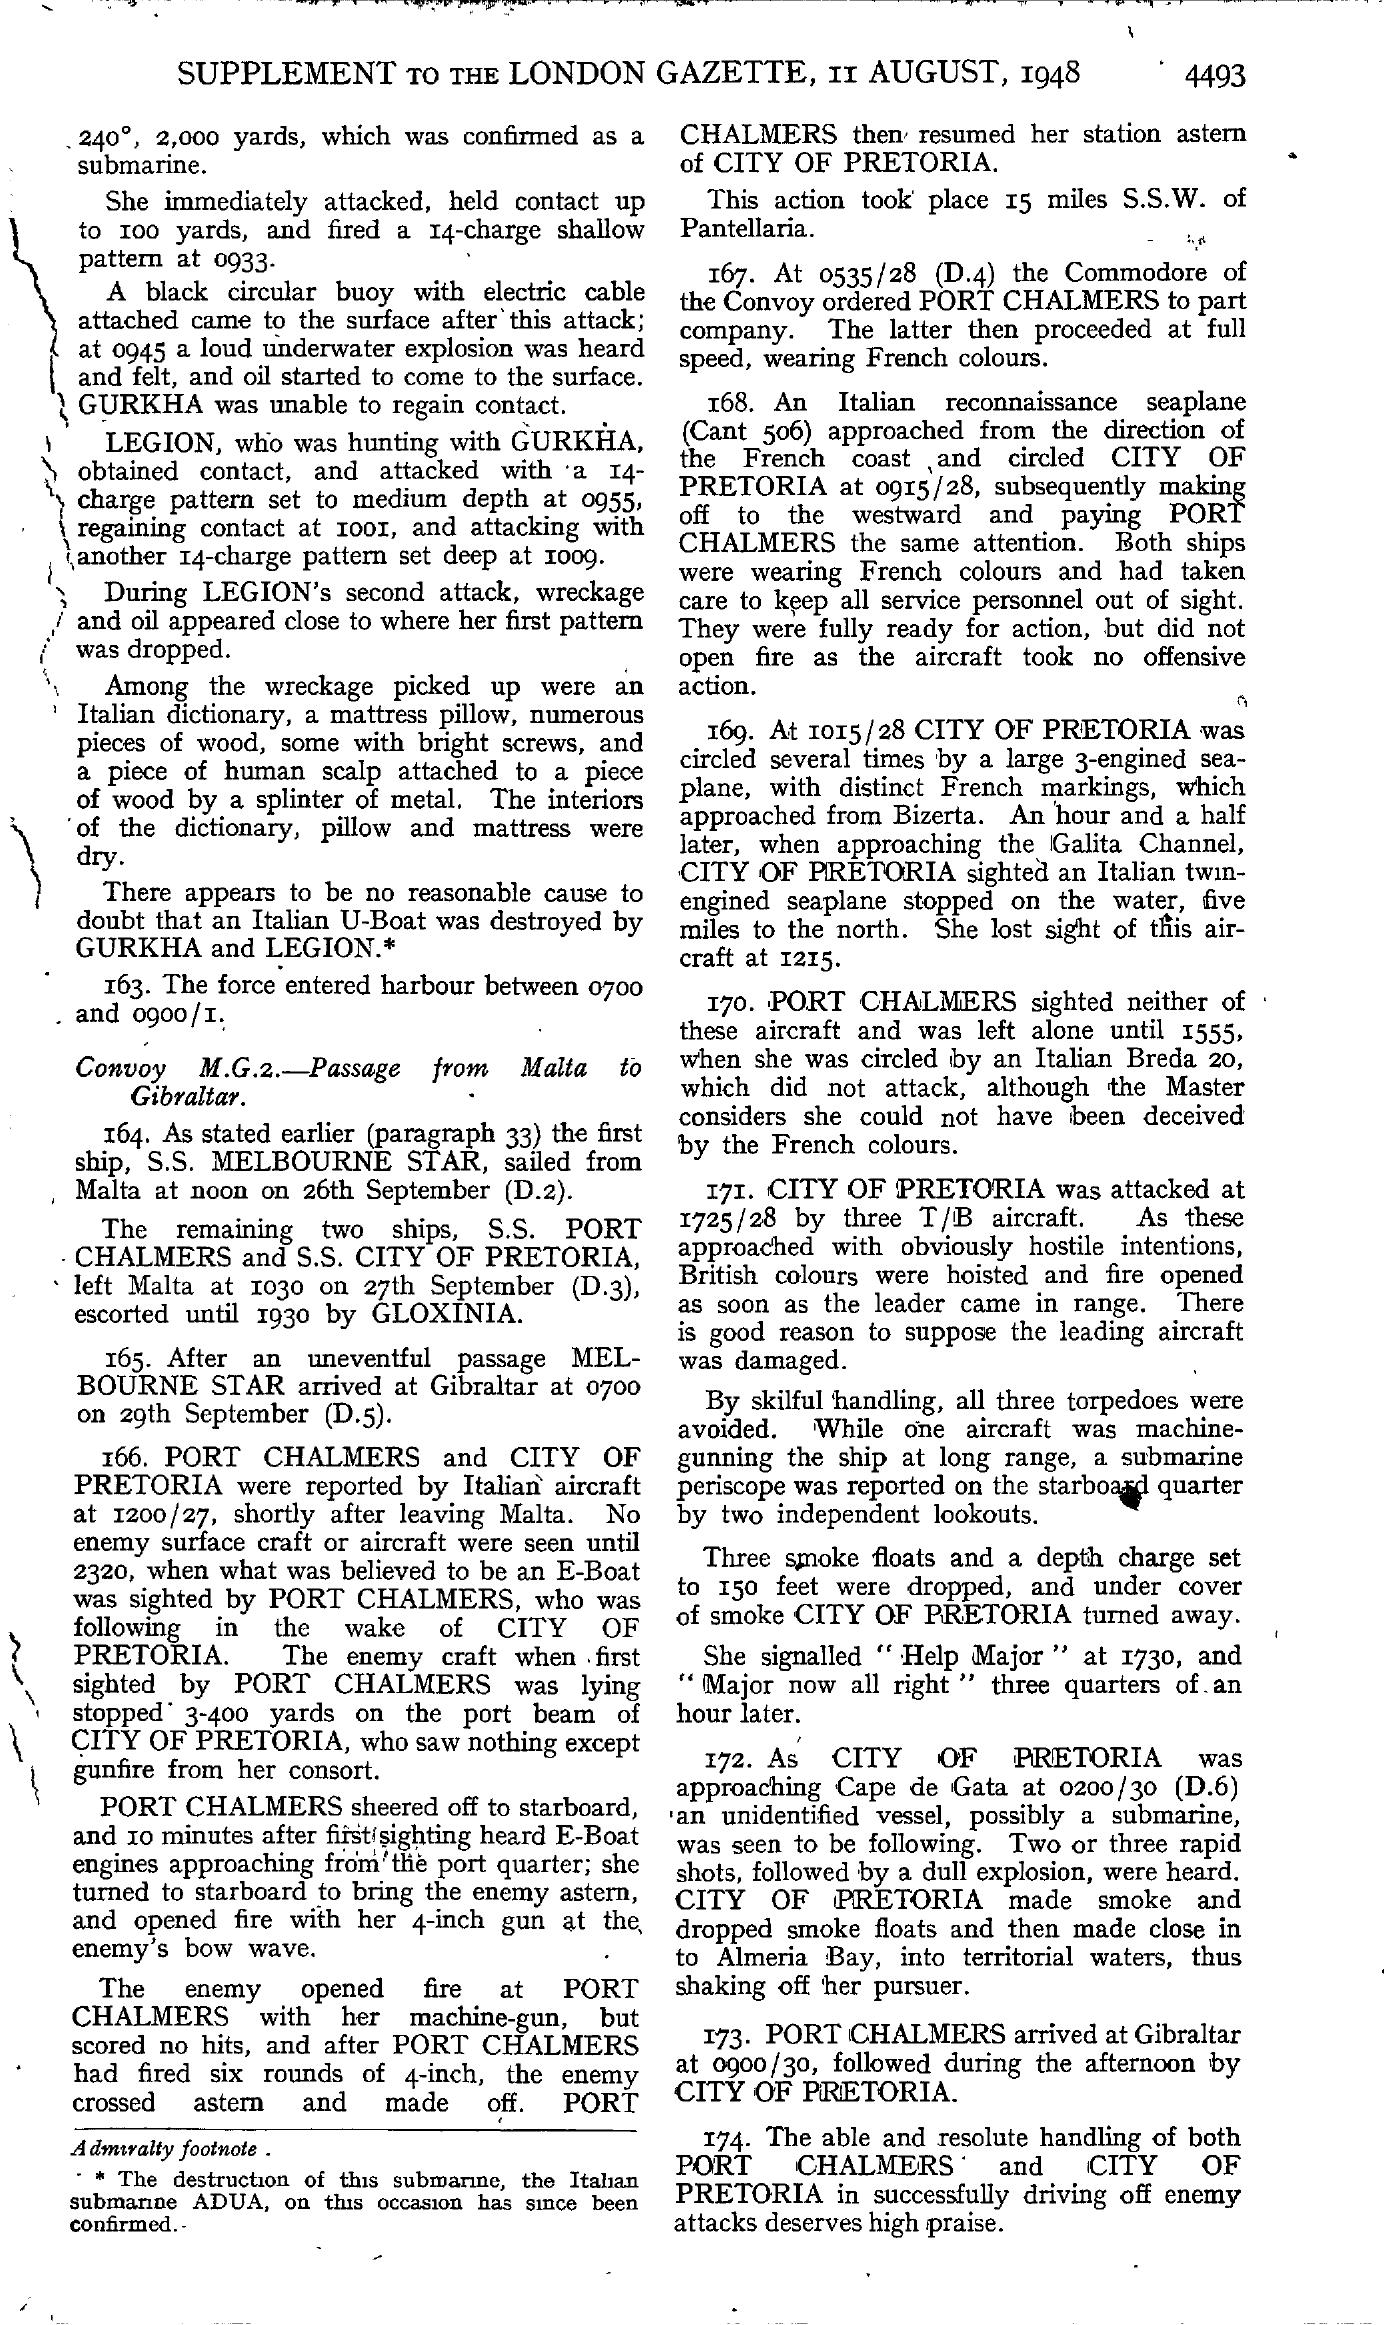 SUPPLEMENT TO THE LONDON GAZETTE, 11 AUGUST, 1948 4493
240°, 2,000 yards, which was confirmed as a
submarine.
She immediately attacked, held contact up
to 100 yards, and fired a 14-charge shallow
pattern at 0933.
A black circular buoy with electric cable
attached came to the surface after this attack;
at 0945 a loud underwater explosion was heard
and felt, and oil started to come to the surface.
GURKHA was unable to regain contact.
LEGION, who was hunting with GURKHA,
obtained contact, and attacked with a 14-
charge pattern set to medium depth at 0955,
regaining contact at 1001, and attacking with
another 14-charge pattern set deep at 1009.
During LEGION's second attack, wreckage
and oil appeared close to where her first pattern
was dropped.
Among the wreckage picked up were an
Italian dictionary, a mattress pillow, numerous
pieces of wood, some with bright screws, and
a piece of human scalp attached to a piece
of wood by a splinter of metal. The interiors
of the dictionary, pillow and mattress were
dry.
There appears to be no reasonable cause to
doubt that an Italian U-Boat was destroyed by
GURKHA and LEGION.*
163. The force entered harbour between 0700
and 0900/1.
Convoy M.G.2.—Passage from Malta to
Gibraltar.
164. As stated earlier (paragraph 33) the first
ship, S.S. MELBOURNE STAR, sailed from
Malta at noon on 26th September (D.2).
The remaining two ships, S.S. PORT
CHALMERS and S.S. CITY OF PRETORIA,
left Malta at 1030 on 27th September (D.3),
escorted until 1930 by GLOXINIA.
165. After an uneventful passage MEL-
BOURNE STAR arrived at Gibraltar at 0700
on 29th September (D.5).
166. PORT CHALMERS and CITY OF
PRETORIA were reported by Italian aircraft
at 1200/27, shortly after leaving Malta. No
enemy surface craft or aircraft were seen until
2320, when what was believed to be an E-Boat
was sighted by PORT CHALMERS, who was
following in the wake of CITY OF
PRETORIA. The enemy craft when first
sighted by PORT CHALMERS was lying
stopped 3-400 yards on the port beam of
CITY OF PRETORIA, who saw nothing except
gunfire from her consort.
PORT CHALMERS sheered off to starboard,
and 10 minutes after first sighting heard E-Boat
engines approaching from the port quarter; she
turned to starboard to bring the enemy astern,
and opened fire with her 4-inch gun at the
enemy's bow wave.
The enemy opened fire at PORT
CHALMERS with her machine-gun, but
scored no hits, and after PORT CHALMERS
had fired six rounds of 4-inch, the enemy
crossed astern and made off. PORT
Admiralty footnote.
* The destruction of this submarine, the Italian
submarine ADUA, on this occasion has since been
confirmed.
CHALMERS then resumed her station astern
of CITY OF PRETORIA.
This action took place 15 miles S.S.W. of
Pantellaria.
167. At 0535/28 (D.4) the Commodore of
the Convoy ordered PORT CHALMERS to part
company. The latter then proceeded at full
speed, wearing French colours.
168. An Italian reconnaissance seaplane
(Cant 506) approached from the direction of
the French coast and circled CITY OF
PRETORIA at 0915/28, subsequently making
off to the westward and paying PORT
CHALMERS the same attention. Both ships
were wearing French colours and had taken
care to keep all service personnel out of sight.
They were fully ready for action, but did not
open fire as the aircraft took no offensive
action.
169. At 1015/28 CITY OF PRETORIA was
circled several times by a large 3-engined sea-
plane, with distinct French markings, which
approached from Bizerta. An hour and a half
later, when approaching the Galita Channel,
CITY OF PRETORIA sighted an Italian twin-
engined seaplane stopped on the water, five
miles to the north. She lost sight of this air-
craft at 1215.
170. PORT CHALMERS sighted neither of
these aircraft and was left alone until 1555,
when she was circled by an Italian Breda 20,
which did not attack, although the Master
considers she could not have been deceived
by the French colours.
171. CITY OF PRETORIA was attacked at
1725/28 by three T/B aircraft. As these
approached with obviously hostile intentions,
British colours were hoisted and fire opened
as soon as the leader came in range. There
is good reason to suppose the leading aircraft
was damaged.
By skilful handling, all three torpedoes were
avoided. While one aircraft was machine-
gunning the ship at long range, a submarine
periscope was reported on the starboard quarter
by two independent lookouts.
Three smoke floats and a depth charge set
to 150 feet were dropped, and under cover
of smoke CITY OF PRETORIA turned away.
She signalled " Help Major " at 1730, and
" Major now all right " three quarters of an
hour later.
172. As CITY OF PRETORIA was
approaching Cape de Gata at 0200/30 (D.6)
an unidentified vessel, possibly a submarine,
was seen to be following. Two or three rapid
shots, followed by a dull explosion, were heard.
CITY OF PRETORIA made smoke and
dropped smoke floats and then made close in
to Almeria Bay, into territorial waters, thus
shaking off her pursuer.
173. PORT CHALMERS arrived at Gibraltar
at 0900/30, followed during the afternoon by
CITY OF PRETORIA.
174. The able and resolute handling of both
PORT CHALMERS and CITY OF
PRETORIA in successfully driving off enemy
attacks deserves high praise.